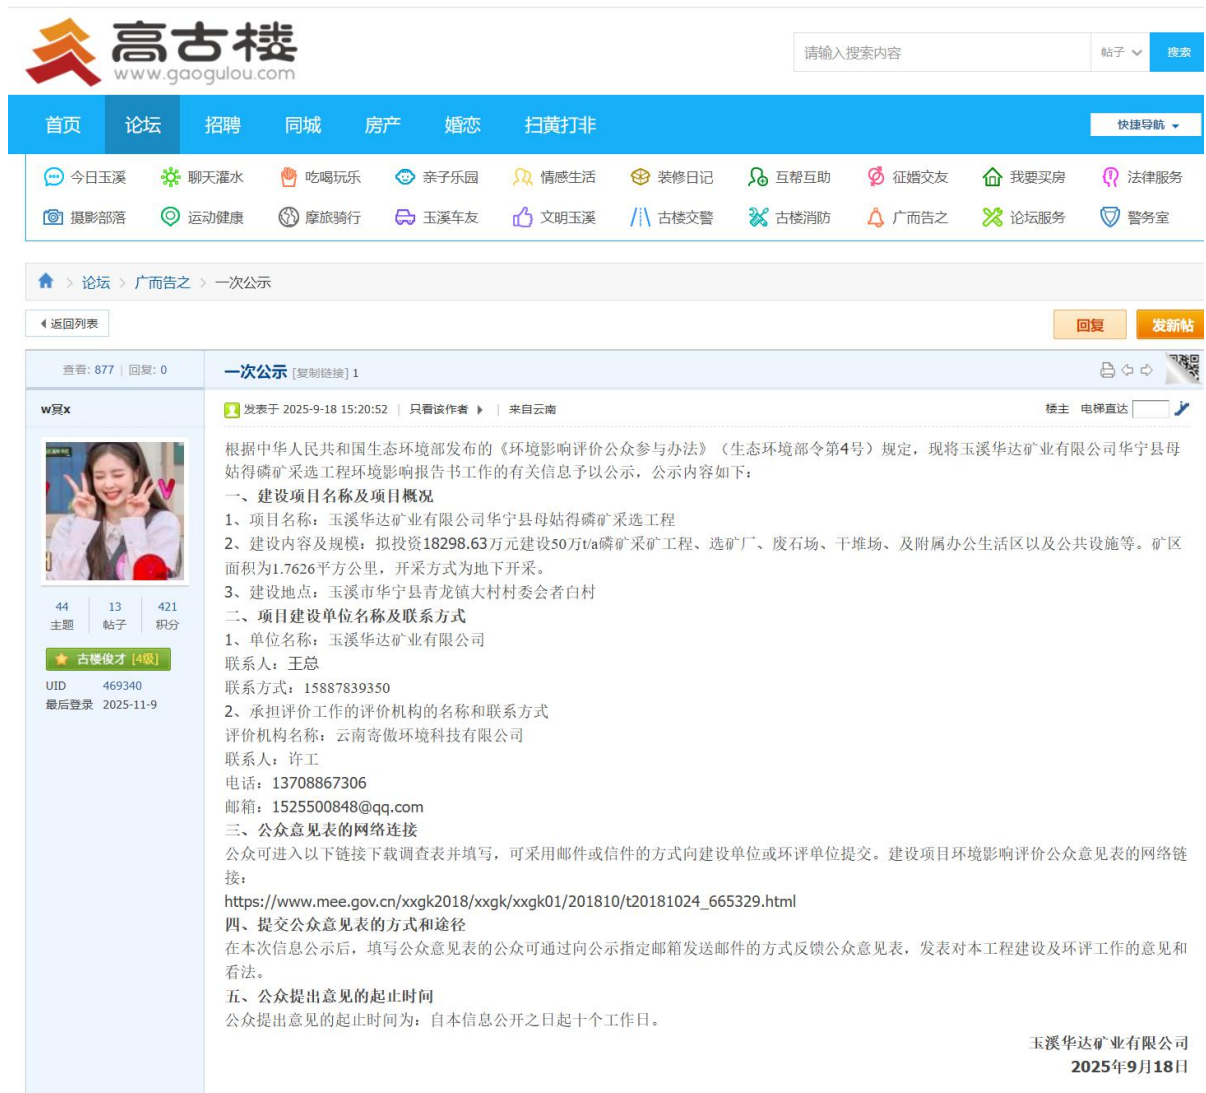 高古楼
www.gaogulou.com
请输入搜索内容
帖子
搜索
首页 论坛 招聘 同城 房产 婚恋 扫黄打非
快捷导航
今日玉溪 聊天灌水 吃喝玩乐 亲子乐园 情感生活 装修日记 互帮互助 征婚交友 我要买房 法律服务
摄影部落 运动健康 摩旅骑行 玉溪车友 文明玉溪 古楼交警 古楼消防 广而告之 论坛服务 警务室
论坛 > 广而告之 > 一次公示
返回列表
回复
发新帖
查看: 877 | 回复: 0
一次公示 [复制链接] 1
w冥x
发表于 2025-9-18 15:20:52 | 只看该作者 | 来自云南
楼主 电梯直达
44 13 421
主题 帖子 积分
古楼俊才 [4级]
UID 469340
最后登录 2025-11-9
根据中华人民共和国生态环境部发布的《环境影响评价公众参与办法》（生态环境部令第4号）规定，现将玉溪华达矿业有限公司华宁县母
姑得磷矿采选工程环境影响报告书工作的有关信息予以公示，公示内容如下：
一、建设项目名称及项目概况
1、项目名称：玉溪华达矿业有限公司华宁县母姑得磷矿采选工程
2、建设内容及规模：拟投资18298.63万元建设50万t/a磷矿采矿工程、选矿厂、废石场、干堆场、及附属办公生活区以及公共设施等。矿区
面积为1.7626平方公里，开采方式为地下开采。
3、建设地点：玉溪市华宁县青龙镇大村村委会者白村
二、项目建设单位名称及联系方式
1、单位名称：玉溪华达矿业有限公司
联系人：王总
联系方式：15887839350
2、承担评价工作的评价机构的名称和联系方式
评价机构名称：云南寄傲环境科技有限公司
联系人：许工
电话：13708867306
邮箱：1525500848@qq.com
三、公众意见表的网络连接
公众可进入以下链接下载调查表并填写，可采用邮件或信件的方式向建设单位或环评单位提交。建设项目环境影响评价公众意见表的网络链
接：
https://www.mee.gov.cn/xxgk2018/xxgk/xxgk01/201810/t20181024_665329.html
四、提交公众意见表的方式和途径
在本次信息公示后，填写公众意见表的公众可通过向公示指定邮箱发送邮件的方式反馈公众意见表，发表对本工程建设及环评工作的意见和
看法。
五、公众提出意见的起止时间
公众提出意见的起止时间为：自本信息公开之日起十个工作日。
玉溪华达矿业有限公司
2025年9月18日